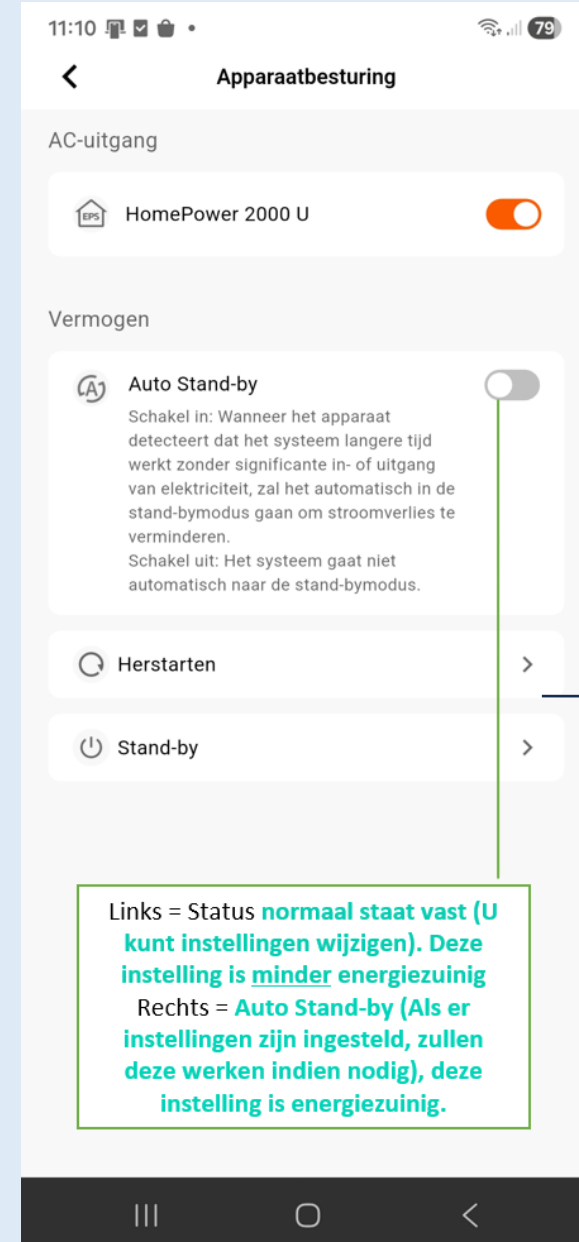 11:10
79
Apparaatbesturing
AC-uitgang
EPS
HomePower 2000 U
Vermogen
A
Auto Stand-by
Schakel in: Wanneer het apparaat
detecteert dat het systeem langere tijd
werkt zonder significante in- of uitgang
van elektriciteit, zal het automatisch in de
stand-bymodus gaan om stroomverlies te
verminderen.
Schakel uit: Het systeem gaat niet
automatisch naar de stand-bymodus.
Herstarten
Stand-by
Links = Status normaal staat vast (U
kunt instellingen wijzigen). Deze
instelling is minder energiezuinig
Rechts = Auto Stand-by (Als er
instellingen zijn ingesteld, zullen
deze werken indien nodig), deze
instelling is energiezuinig.